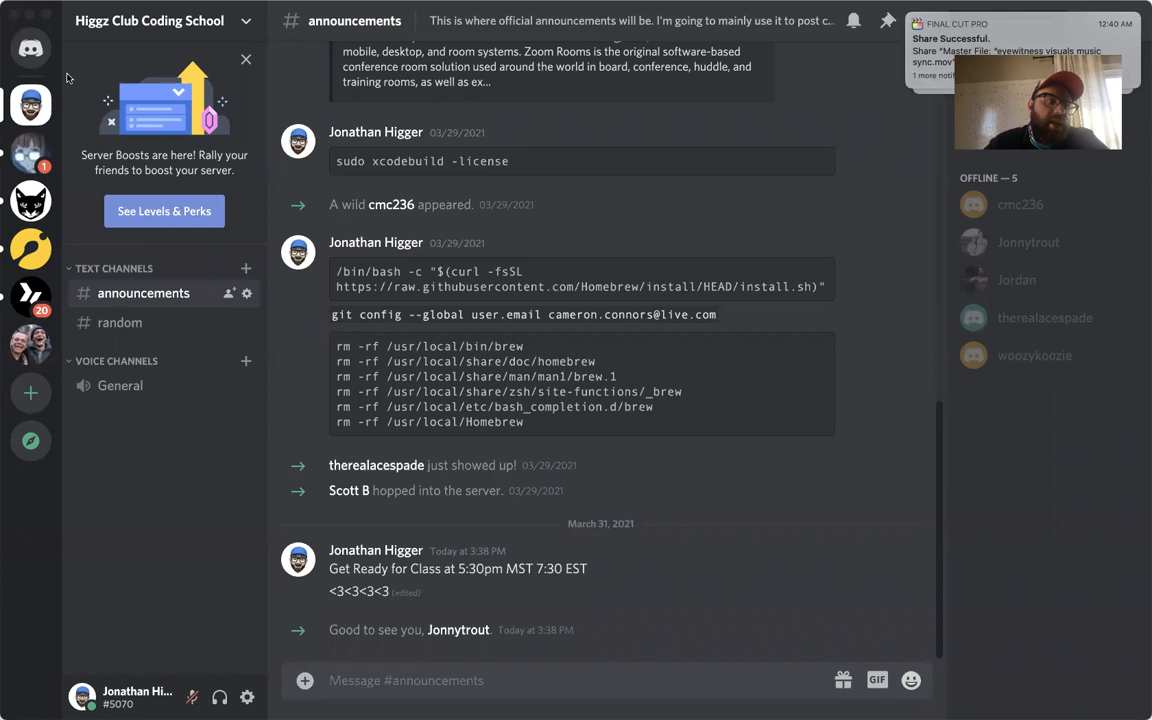 Higgz Club Coding School
announcements
This is where official announcements will be. I'm going to mainly use it to post c...
FINAL CUT PRO
12:40 AM
Share Successful.
Share "Master File: "eyewitness visuals music
sync.mov"
1 more notif
Server Boosts are here! Rally your
friends to boost your server.
See Levels & Perks
TEXT CHANNELS
announcements
random
VOICE CHANNELS
General
1
20
mobile, desktop, and room systems. Zoom Rooms is the original software-based
conference room solution used around the world in board, conference, huddle, and
training rooms, as well as ex...
Jonathan Higger 03/29/2021
sudo xcodebuild -license
A wild cmc236 appeared. 03/29/2021
Jonathan Higger 03/29/2021
/bin/bash -c "$(curl -fsSL
https://raw.githubusercontent.com/Homebrew/install/HEAD/install.sh)"
git config --global user.email cameron.connors@live.com
rm -rf /usr/local/bin/brew
rm -rf /usr/local/share/doc/homebrew
rm -rf /usr/local/share/man/man1/brew.1
rm -rf /usr/local/share/zsh/site-functions/_brew
rm -rf /usr/local/etc/bash_completion.d/brew
rm -rf /usr/local/Homebrew
therealacespade just showed up! 03/29/2021
Scott B hopped into the server. 03/29/2021
March 31, 2021
Jonathan Higger Today at 3:38 PM
Get Ready for Class at 5:30pm MST 7:30 EST
<3<3<3<3 (edited)
Good to see you, Jonnytrout. Today at 3:38 PM
Message #announcements
GIF
OFFLINE — 5
cmc236
Jonnytrout
Jordan
therealacespade
woozykoozie
Jonathan Hi...
#5070